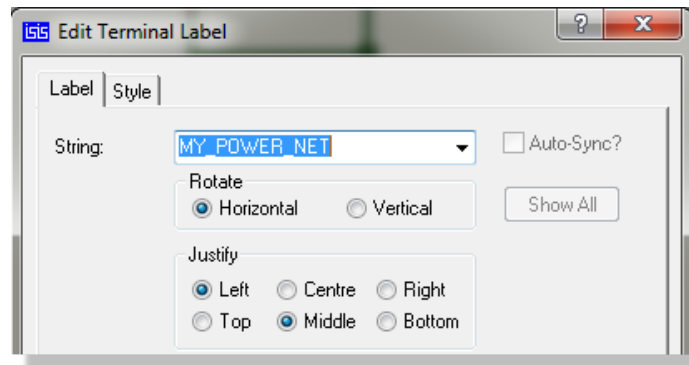 isis Edit Terminal Label ? X
Label Style
String: MY_POWER_NET Auto-Sync?
Rotate
Horizontal Vertical Show All
Justify
Left Centre Right
Top Middle Bottom